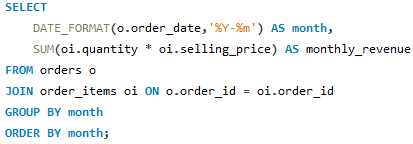 SELECT
DATE_FORMAT(o.order_date,'%Y-%m') AS month,
SUM(oi.quantity * oi.selling_price) AS monthly_revenue
FROM orders o
JOIN order_items oi ON o.order_id = oi.order_id
GROUP BY month
ORDER BY month;